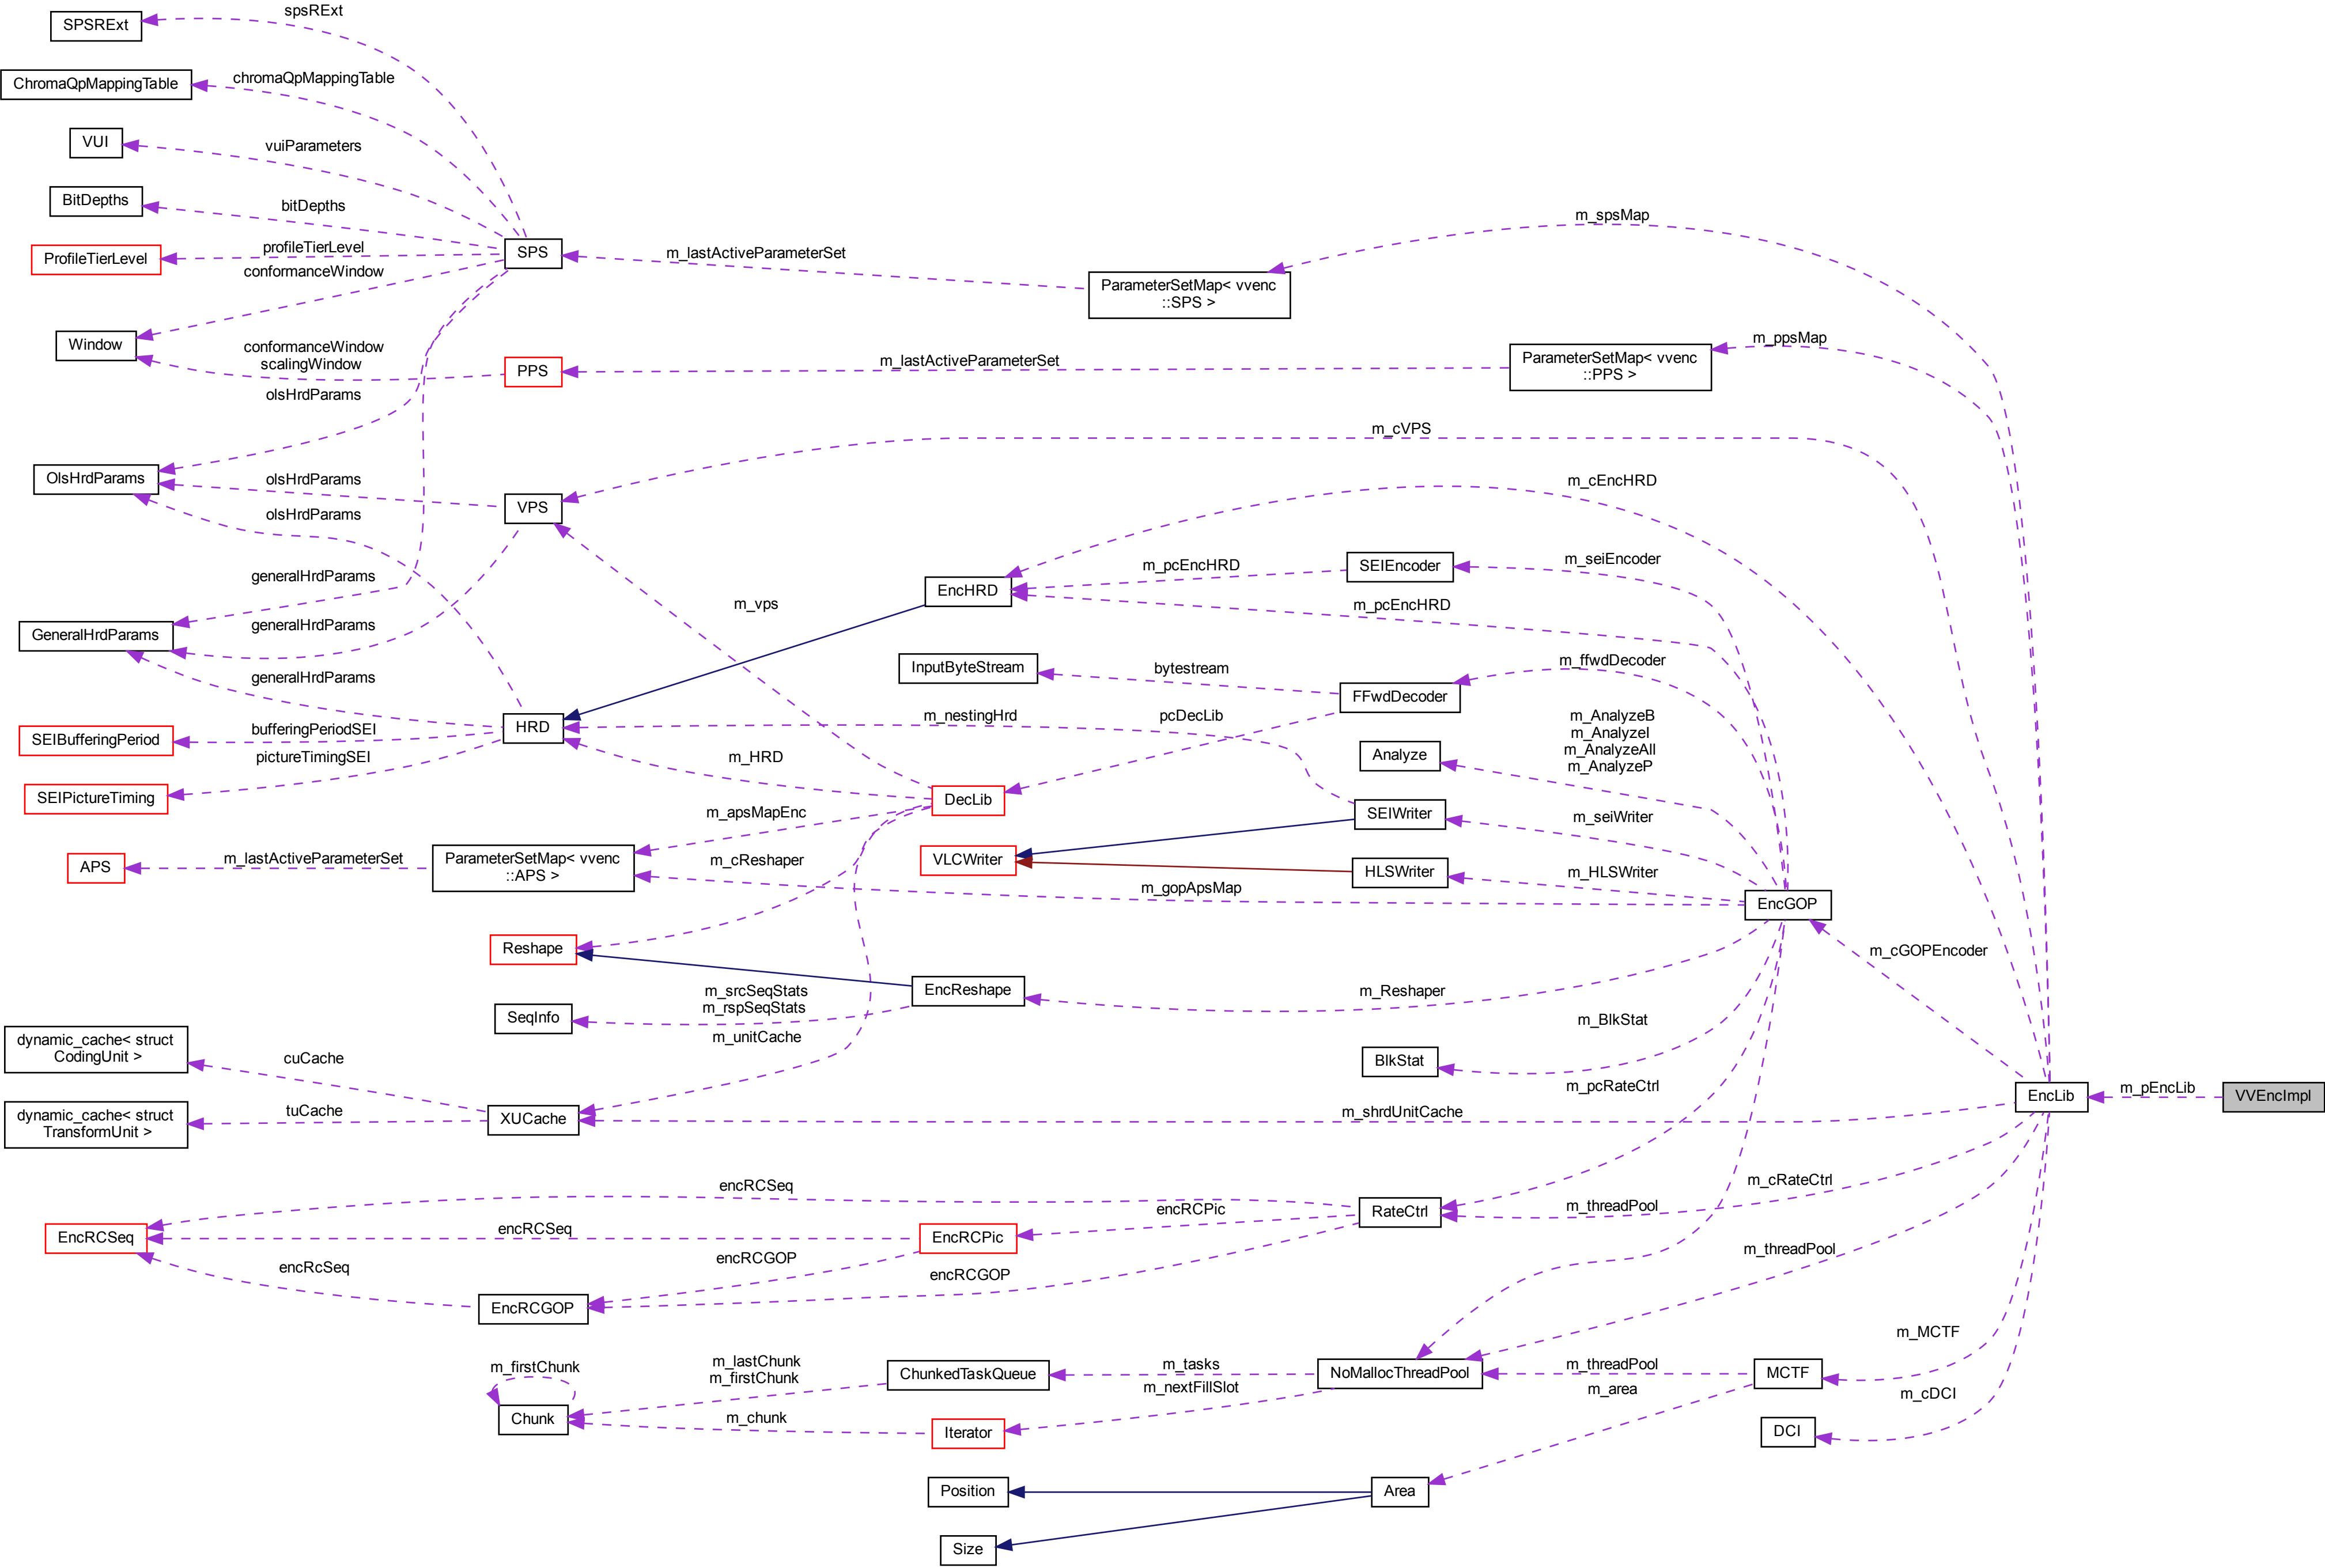 spsRExt
SPSRExt
chromaQpMappingTable
ChromaQpMappingTable
VUI
vuiParameters
BitDepths
bitDepths
m_spsMap
ProfileTierLevel
profileTierLevel
SPS
m_lastActiveParameterSet
conformanceWindow
ParameterSetMap< vvenc
::SPS >
Window
conformanceWindow
scalingWindow
PPS
m_lastActiveParameterSet
ParameterSetMap< vvenc
::PPS >
m_ppsMap
olsHrdParams
m_cVPS
OlsHrdParams
olsHrdParams
VPS
m_cEncHRD
olsHrdParams
generalHrdParams
m_vps
EncHRD
m_pcEncHRD
SEIEncoder
m_seiEncoder
m_pcEncHRD
GeneralHrdParams
generalHrdParams
InputByteStream
bytestream
m_ffwdDecoder
generalHrdParams
FFwdDecoder
SEIBufferingPeriod
bufferingPeriodSEI
HRD
m_nestingHrd
pcDecLib
m_AnalyzeB
m_AnalyzeI
m_AnalyzeAll
m_AnalyzeP
pictureTimingSEI
m_HRD
Analyze
SEIPictureTiming
DecLib
m_apsMapEnc
SEIWriter
m_seiWriter
APS
m_lastActiveParameterSet
ParameterSetMap< vvenc
::APS >
m_cReshaper
VLCWriter
HLSWriter
m_HLSWriter
m_gopApsMap
EncGOP
Reshape
m_cGOPEncoder
EncReshape
m_Reshaper
m_srcSeqStats
m_rspSeqStats
SeqInfo
m_BlkStat
m_unitCache
dynamic_cache< struct
CodingUnit >
cuCache
BlkStat
m_pcRateCtrl
EncLib
m_pEncLib
VVEncImpl
dynamic_cache< struct
TransformUnit >
tuCache
XUCache
m_shrdUnitCache
encRCSeq
m_cRateCtrl
encRCPic
RateCtrl
m_threadPool
EncRCSeq
encRCSeq
EncRCPic
encRcSeq
encRCGOP
encRCGOP
m_threadPool
EncRCGOP
m_MCTF
m_firstChunk
m_lastChunk
m_firstChunk
ChunkedTaskQueue
m_tasks
m_nextFillSlot
NoMallocThreadPool
m_threadPool
m_area
MCTF
m_cDCI
Chunk
m_chunk
Iterator
DCI
Position
Area
Size